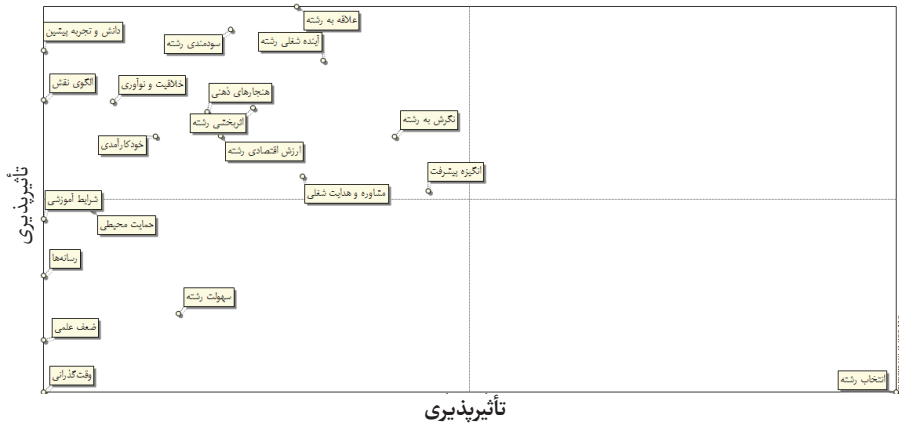 علاقه به رشته
دانش و تجربه پیشین
سودمندی رشته
آینده شغلی رشته
الگوی نقش
خلاقیت و نوآوری
هنجارهای ذهنی
اثربخشی رشته
نگرش به رشته
خودکارآمدی
ارزش اقتصادی رشته
انگیزه پیشرفت
مشاوره و هدایت شغلی
شرایط آموزشی
حمایت محیطی
رسانه‌ها
سهولت رشته
ضعف علمی
وقت‌گذرانی
انتخاب رشته
تأثیرپذیری
تأثیرپذیری